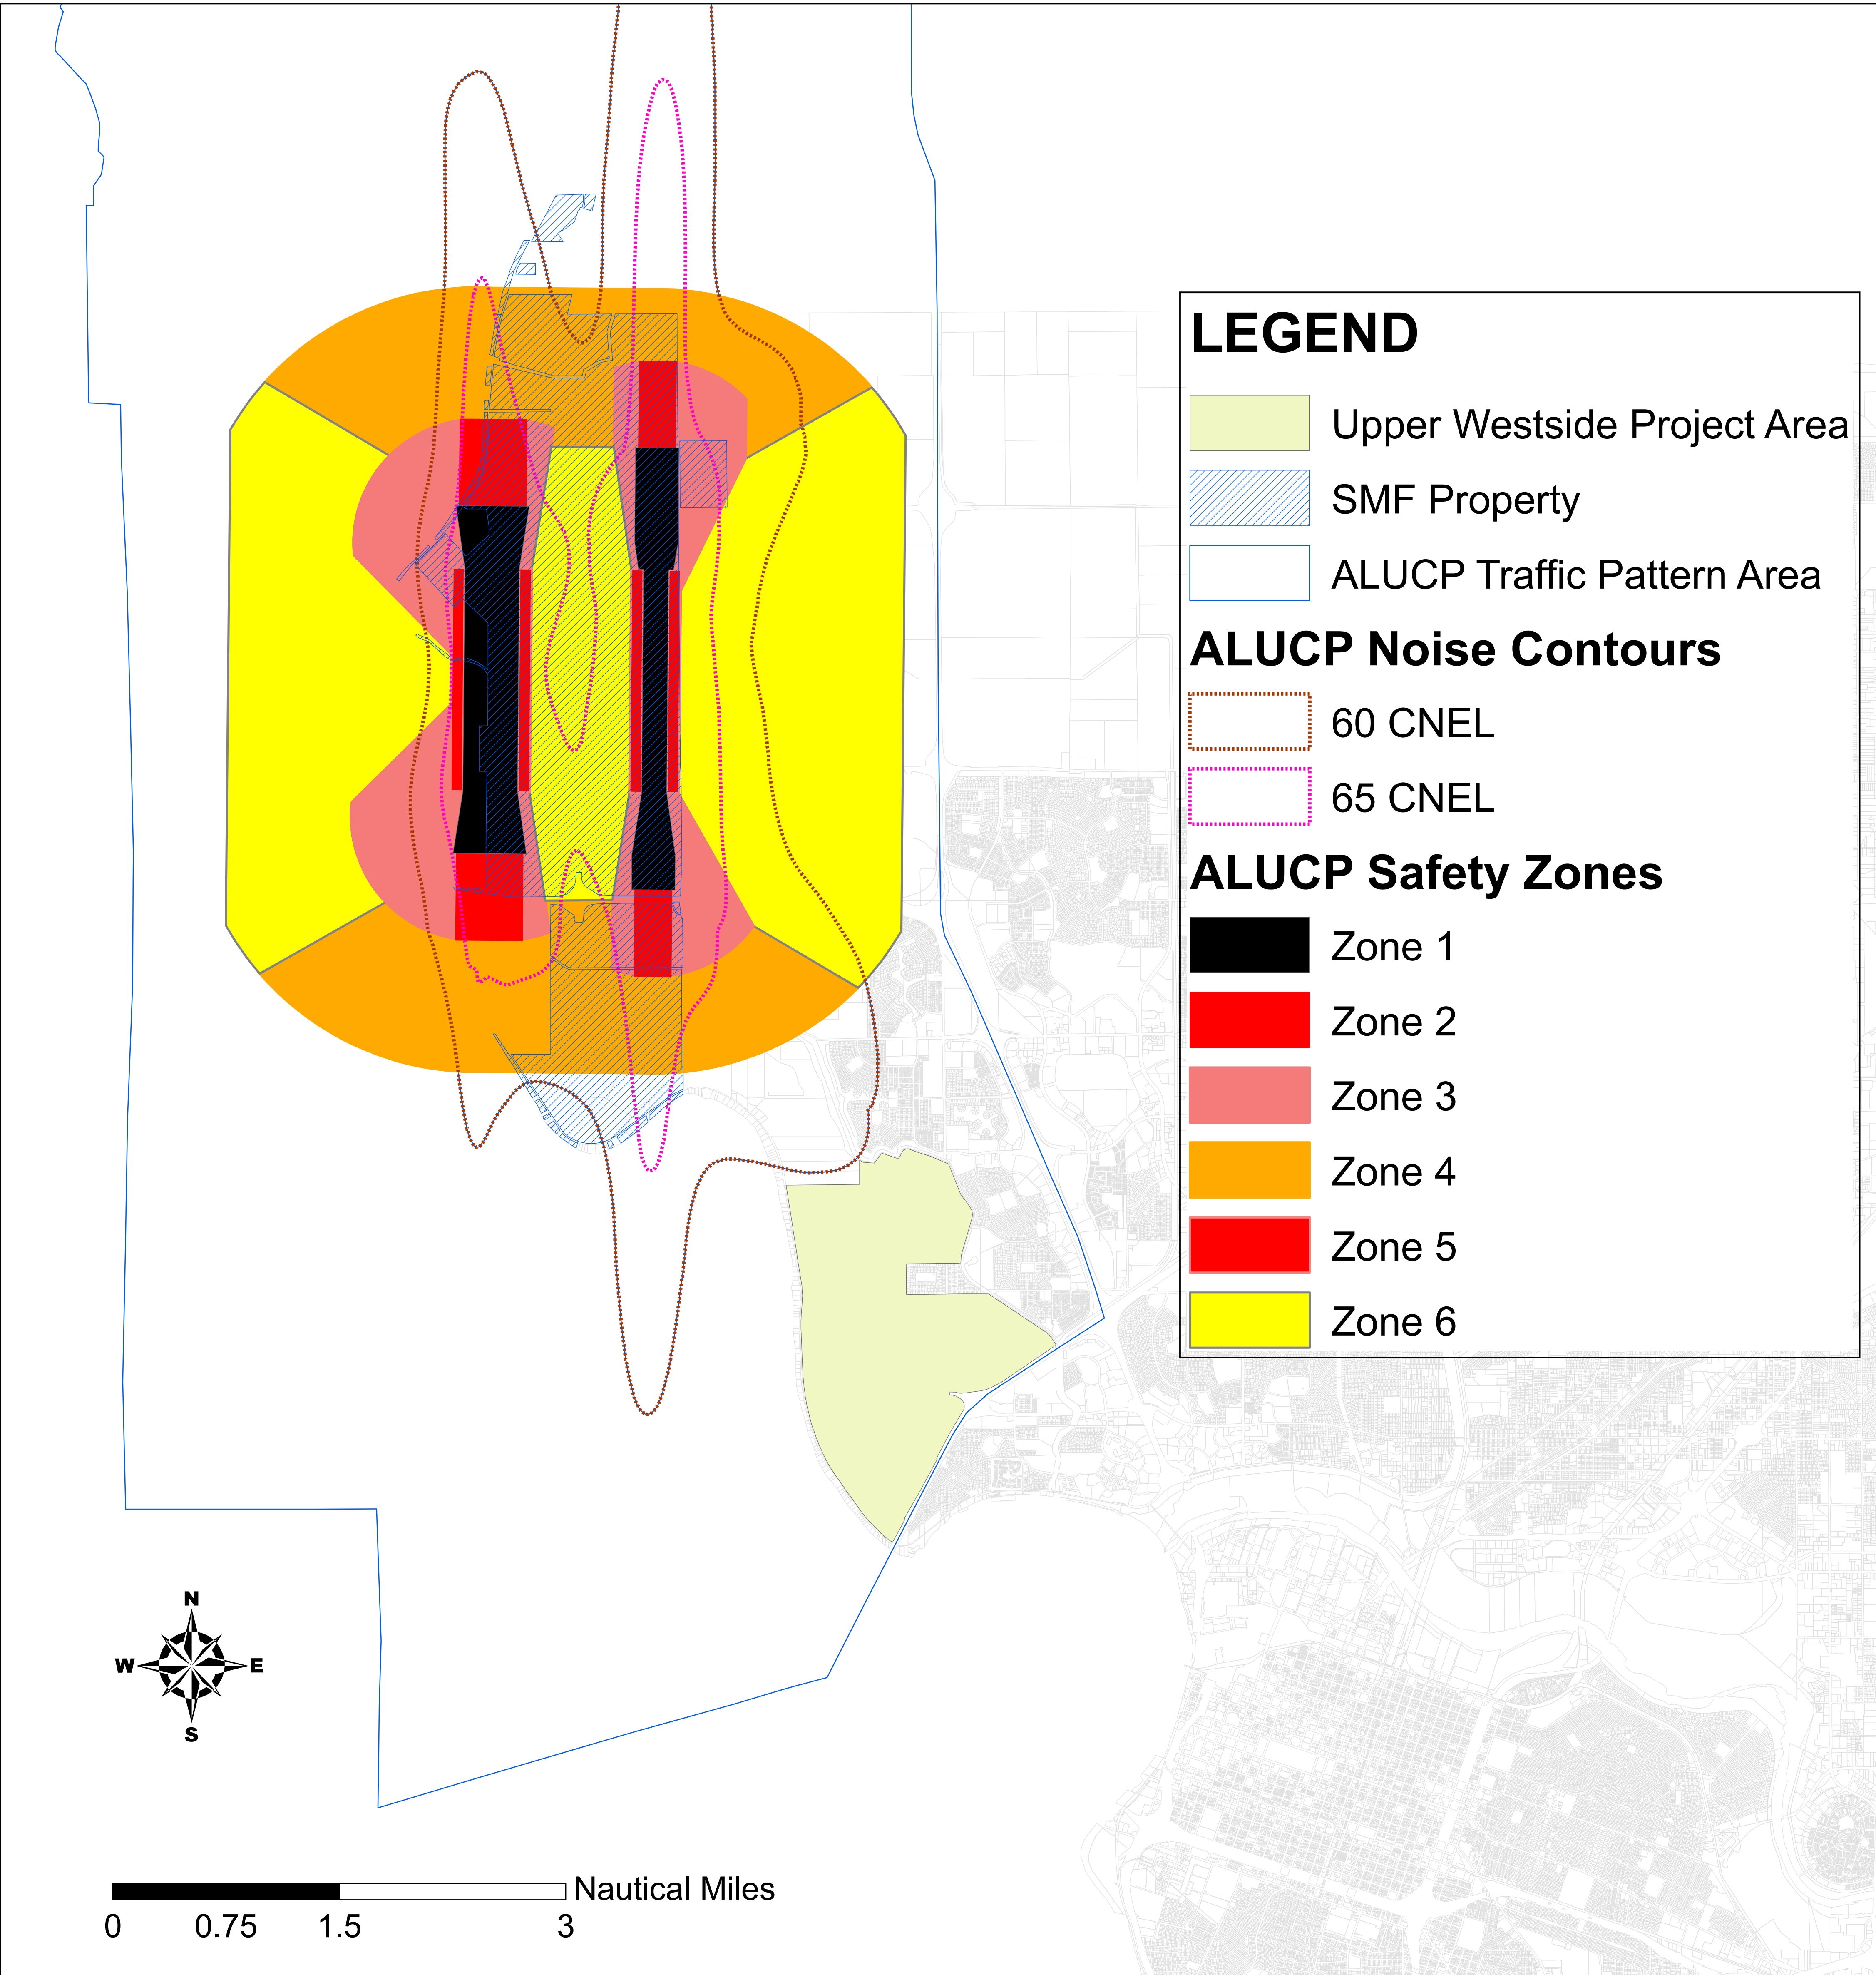 LEGEND
Upper Westside Project Area
SMF Property
ALUCP Traffic Pattern Area
ALUCP Noise Contours
60 CNEL
65 CNEL
ALUCP Safety Zones
Zone 1
Zone 2
Zone 3
Zone 4
Zone 5
Zone 6
N
W E
S
Nautical Miles
0 0.75 1.5 3